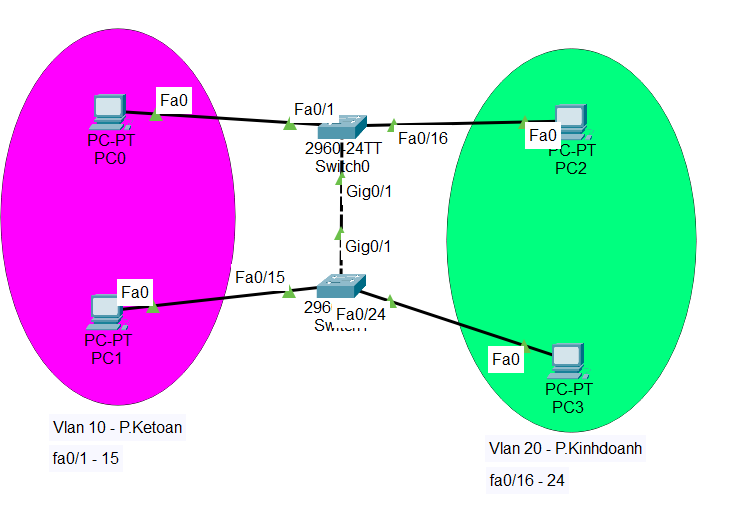 Fa0
Fa0/1
Fa0/16
Fa0
PC-PT
PC0
2960-24TT
Switch0
PC-PT
PC2
Gig0/1
Gig0/1
Fa0/15
Fa0
296
Fa0/24
PC-PT
PC1
Fa0
PC-PT
PC3
Vlan 10 - P.Ketoan
fa0/1 - 15
Vlan 20 - P.Kinhdoanh
fa0/16 - 24